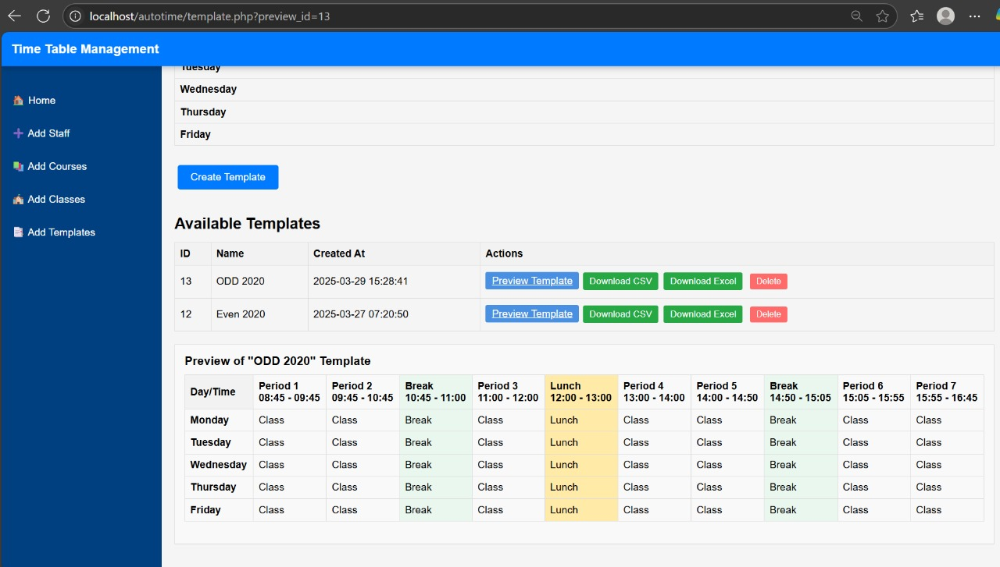 localhost/autotime/template.php?preview_id=13
Time Table Management
Home
Add Staff
Add Courses
Add Classes
Add Templates
Tuesday
Wednesday
Thursday
Friday
Create Template
Available Templates
ID Name Created At Actions
13 ODD 2020 2025-03-29 15:28:41 Preview Template Download CSV Download Excel Delete
12 Even 2020 2025-03-27 07:20:50 Preview Template Download CSV Download Excel Delete
Preview of "ODD 2020" Template
Day/Time Period 1 Period 2 Break Period 3 Lunch Period 4 Period 5 Break Period 6 Period 7
08:45 - 09:45 09:45 - 10:45 10:45 - 11:00 11:00 - 12:00 12:00 - 13:00 13:00 - 14:00 14:00 - 14:50 14:50 - 15:05 15:05 - 15:55 15:55 - 16:45
Monday Class Class Break Class Lunch Class Class Break Class Class
Tuesday Class Class Break Class Lunch Class Class Break Class Class
Wednesday Class Class Break Class Lunch Class Class Break Class Class
Thursday Class Class Break Class Lunch Class Class Break Class Class
Friday Class Class Break Class Lunch Class Class Break Class Class